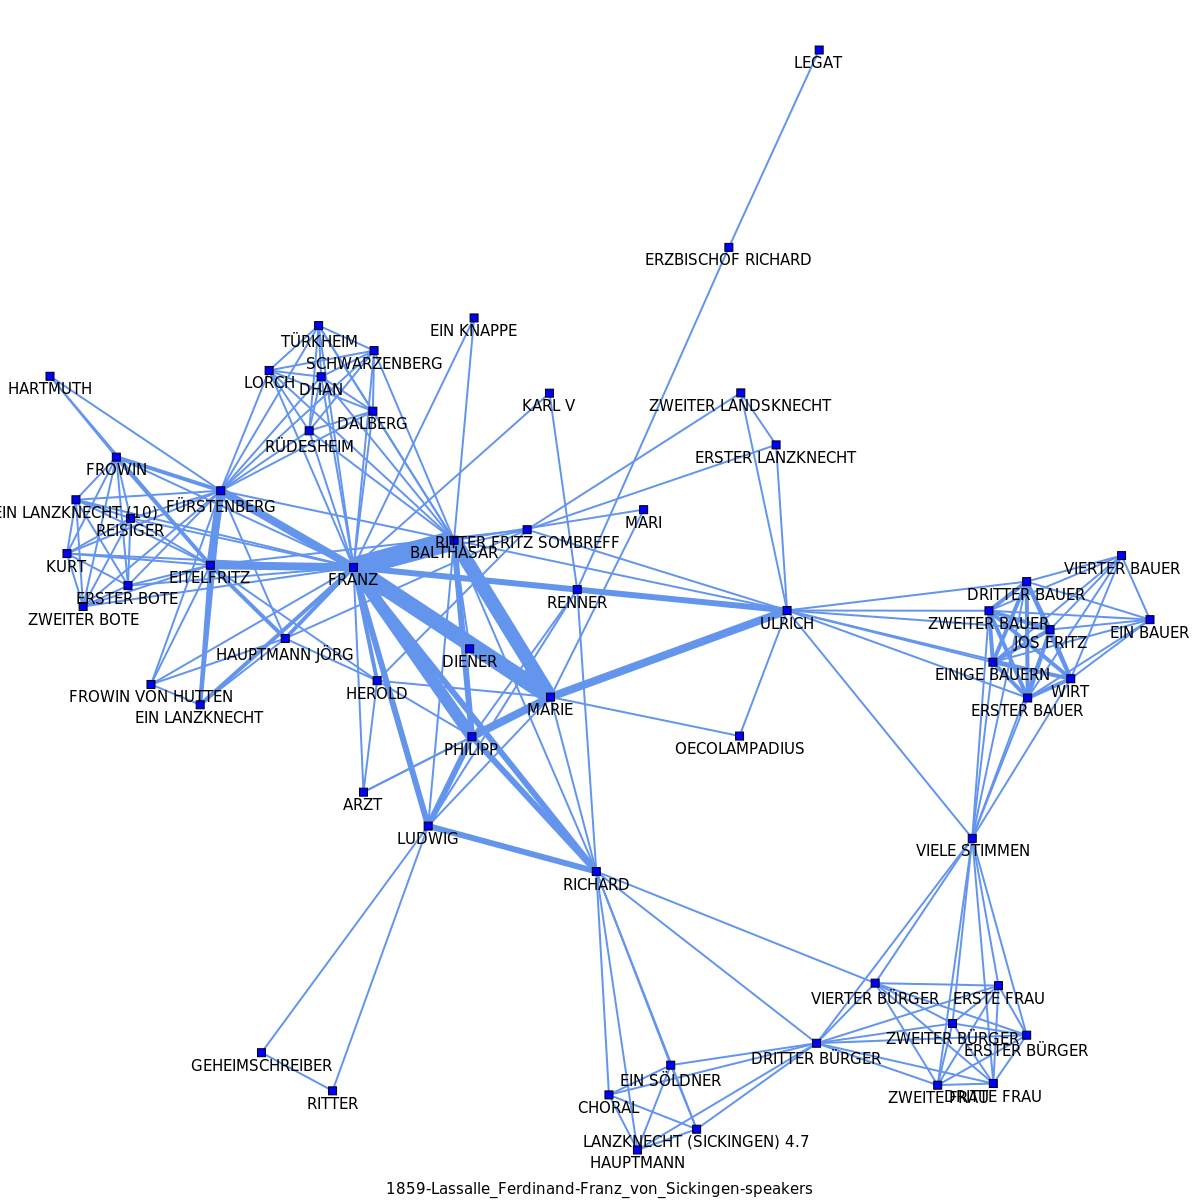 LEGAT
ERZBISCHOF RICHARD
EIN KNAPPE
TÜRKHEIM
SCHWARZENBERG
HARTMUTH
LORCH
DHAN
KARL V
ZWEITER LANDSKNECHT
DALBERG
RÜDESHEIM
ERSTER LANZKNECHT
FROWIN
FÜRSTENBERG
EIN LANZKNECHT (10)
REISIGER
MARI
RITTER FRITZ SOMBREFF
BALTHASAR
KURT
EITELFRITZ
FRANZ
VIERTER BAUER
DRITTER BAUER
ERSTER BOTE
RENNER
ZWEITER BOTE
ULRICH
ZWEITER BAUER
EIN BAUER
JOS FRITZ
HAUPTMANN JÖRG
DIENER
EINIGE BAUERN
WIRT
FROWIN VON HUTTEN
HEROLD
MARIE
ERSTER BAUER
EIN LANZKNECHT
PHILIPP
OECOLAMPADIUS
ARZT
LUDWIG
VIELE STIMMEN
RICHARD
VIERTER BÜRGER
ERSTE FRAU
ZWEITER BÜRGER
ERSTER BÜRGER
DRITTER BÜRGER
GEHEIMSCHREIBER
EIN SÖLDNER
ZWEITE FRAU
DRITTE FRAU
RITTER
CHORAL
LANZKNECHT (SICKINGEN) 4.7
HAUPTMANN
1859-Lassalle_Ferdinand-Franz_von_Sickingen-speakers